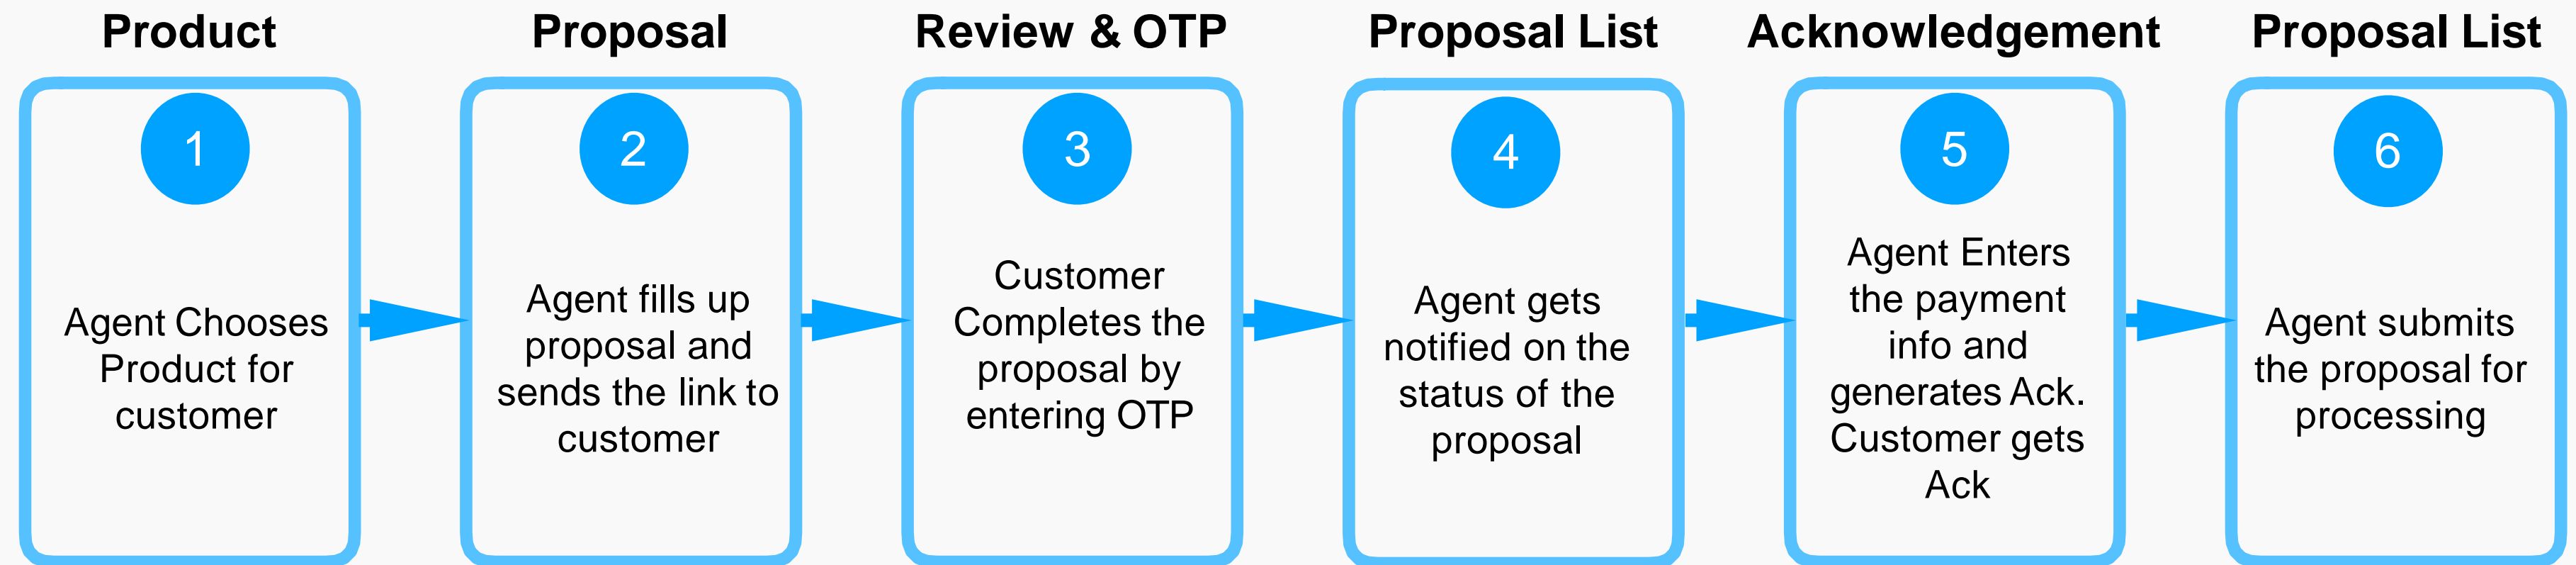 Product
1
Agent Chooses
Product for
customer
Proposal
2
Agent fills up
proposal and
sends the link to
customer
Review & OTP
3
Customer
Completes the
proposal by
entering OTP
Proposal List
4
Agent gets
notified on the
status of the
proposal
Acknowledgement
5
Agent Enters
the payment
info and
generates Ack.
Customer gets
Ack
Proposal List
6
Agent submits
the proposal for
processing